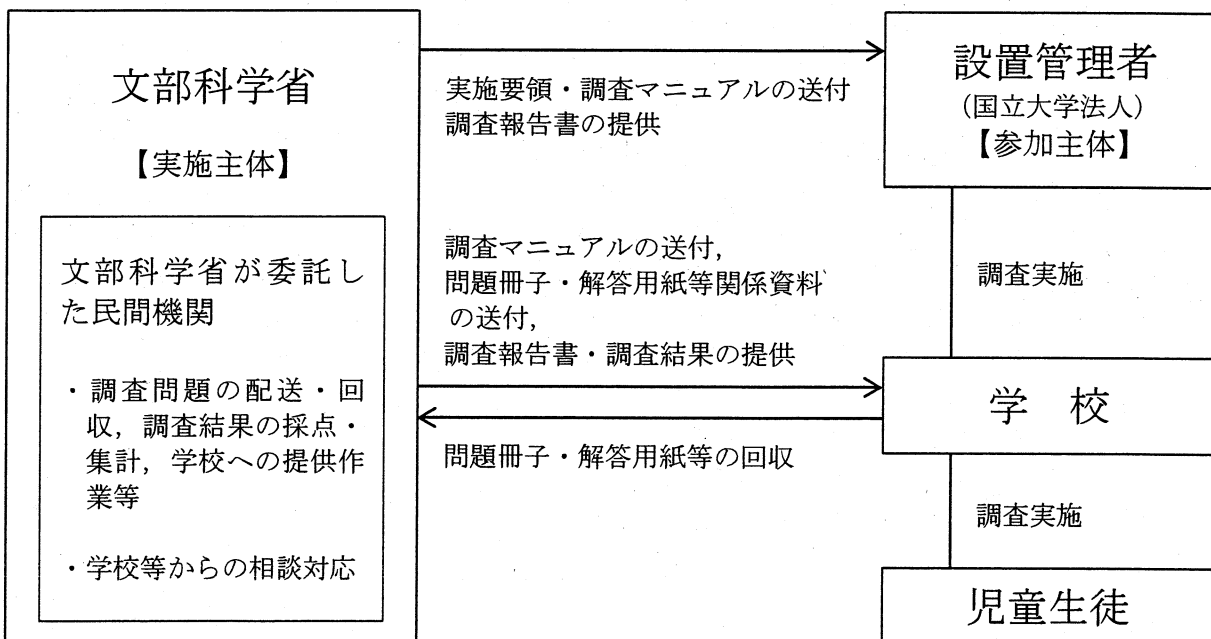 文部科学省
【実施主体】
文部科学省が委託し
た民間機関
・調査問題の配送・回
収，調査結果の採点・
集計，学校への提供作
業等
・学校等からの相談対応
実施要領・調査マニュアルの送付
調査報告書の提供
調査マニュアルの送付，
問題冊子・解答用紙等関係資料
の送付，
調査報告書・調査結果の提供
問題冊子・解答用紙等の回収
設置管理者
（国立大学法人）
【参加主体】
調査実施
学　校
調査実施
児童生徒